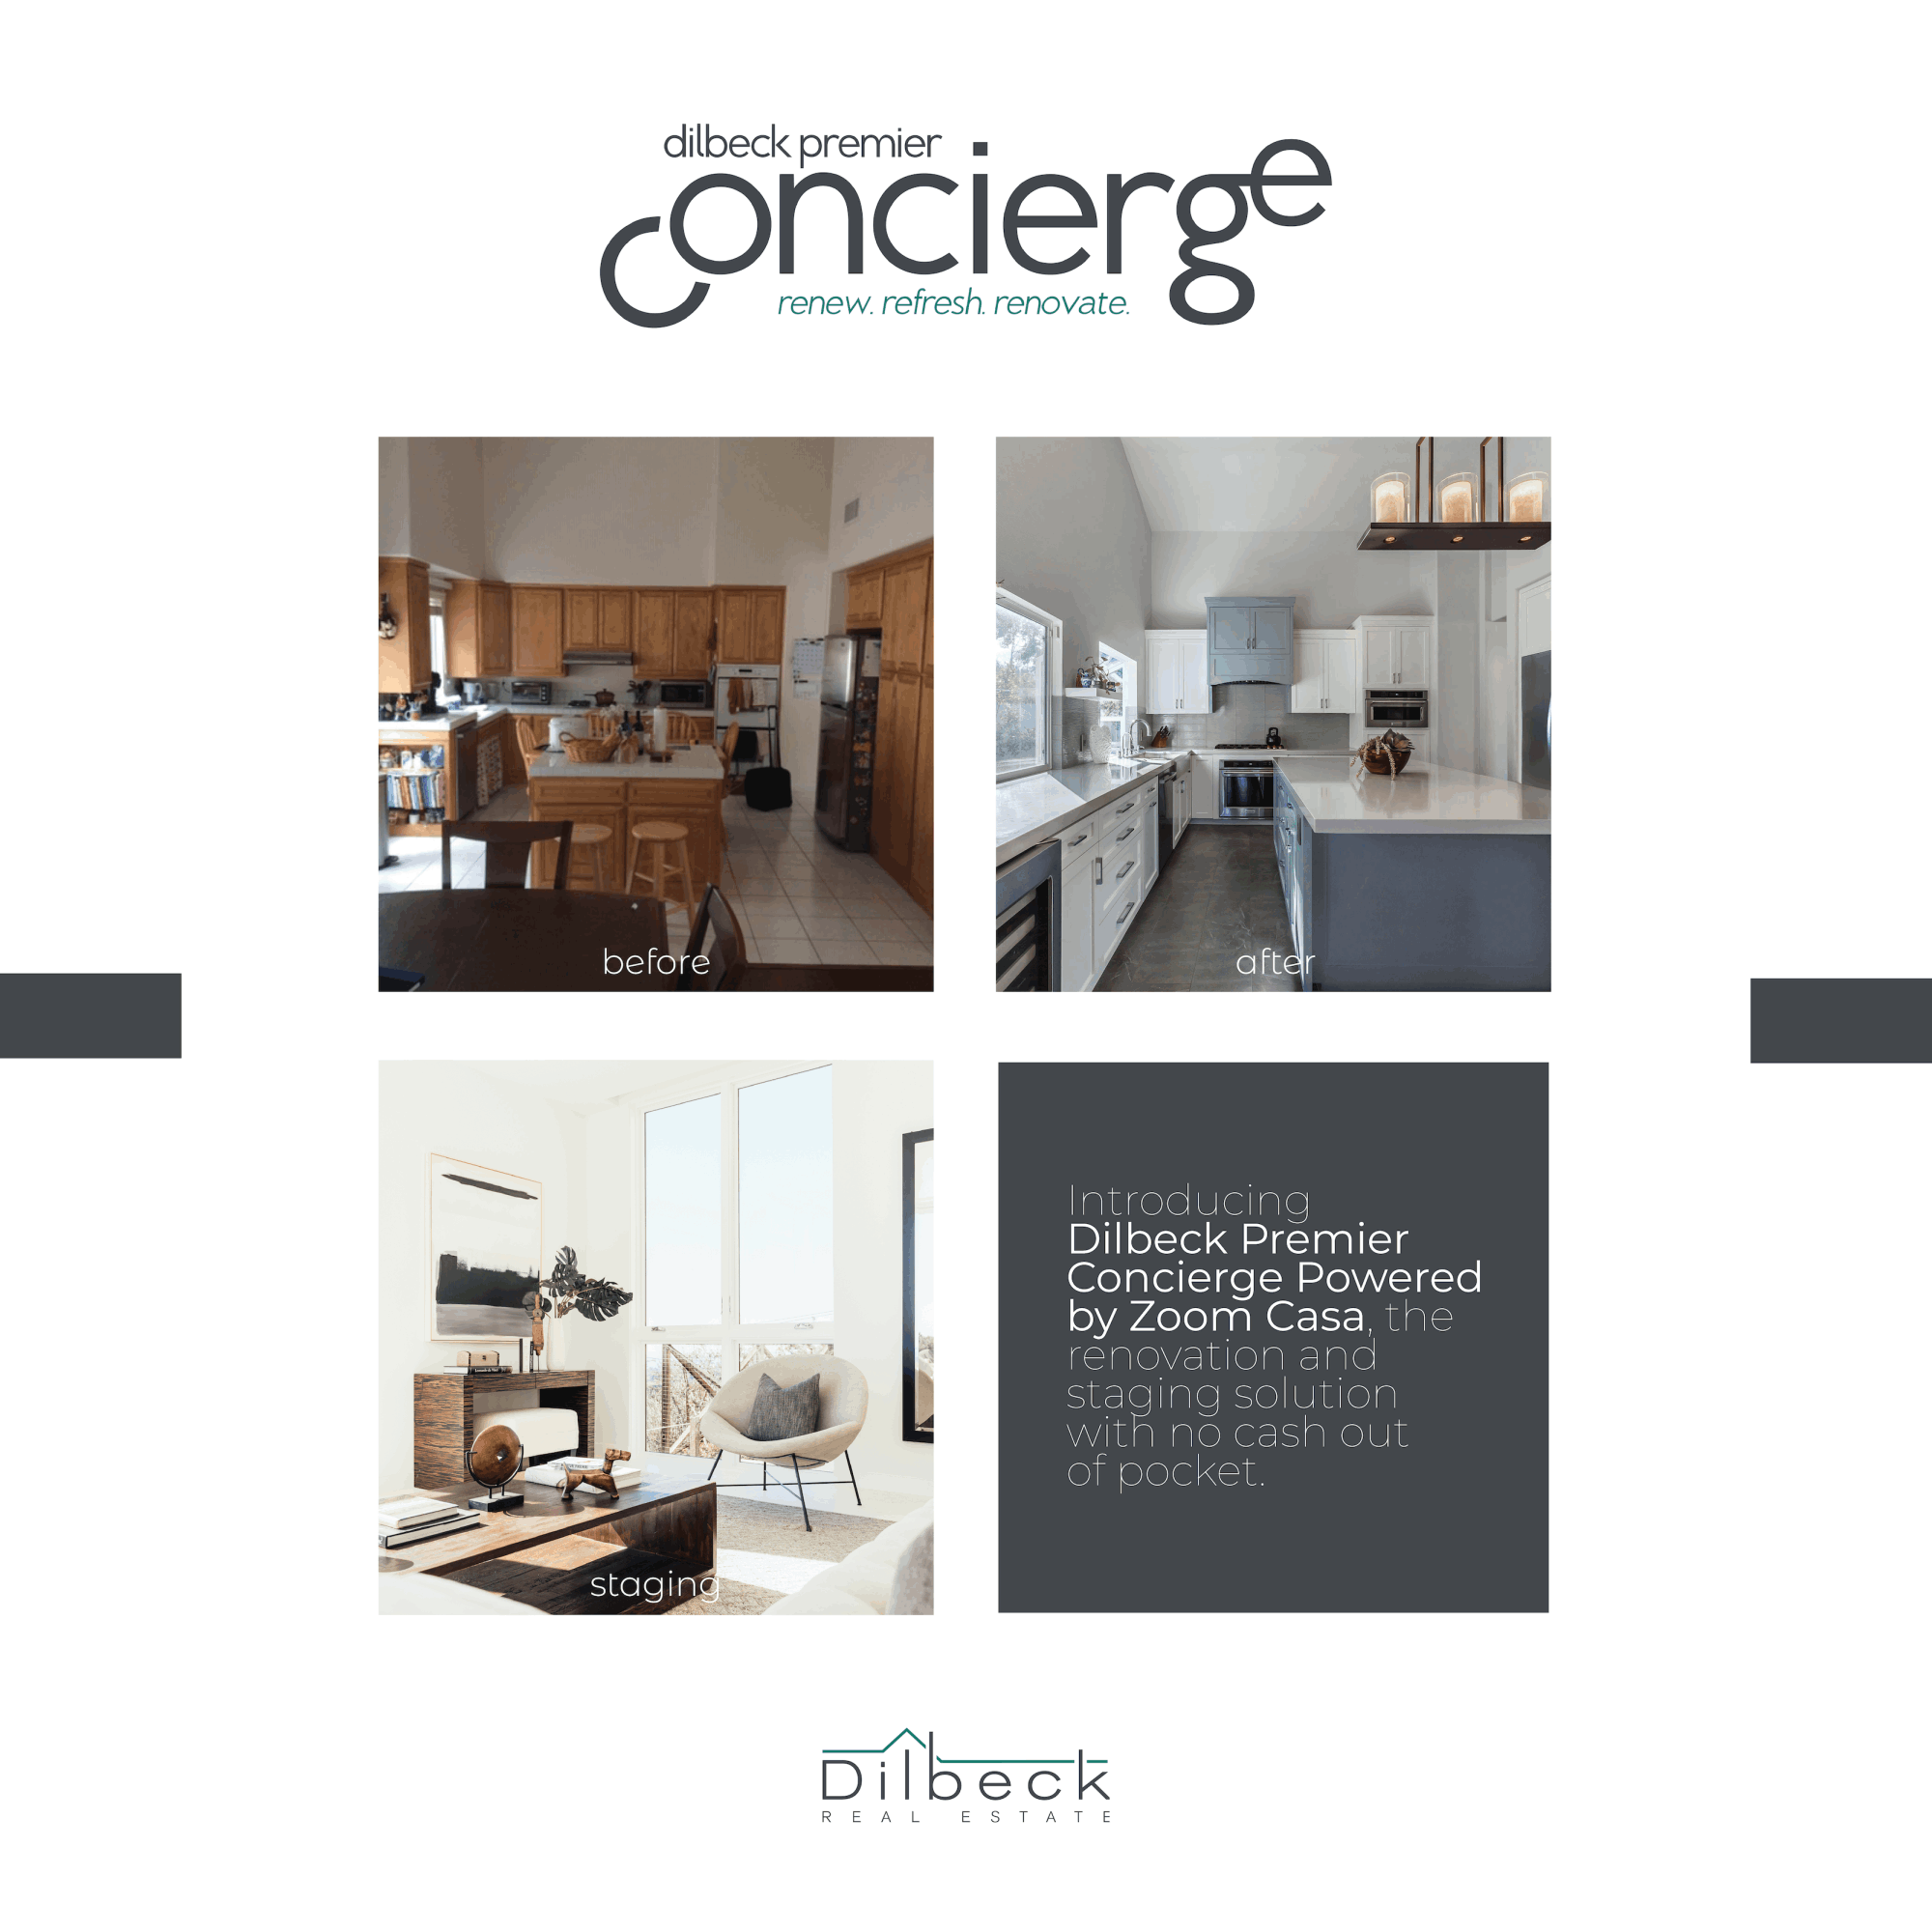 dilbeck premier
concierge
renew. refresh. renovate.
before
after
staging
Introducing
Dilbeck Premier
Concierge Powered
by Zoom Casa, the
renovation and
staging solution
with no cash out
of pocket.
Dilbeck
REAL ESTATE